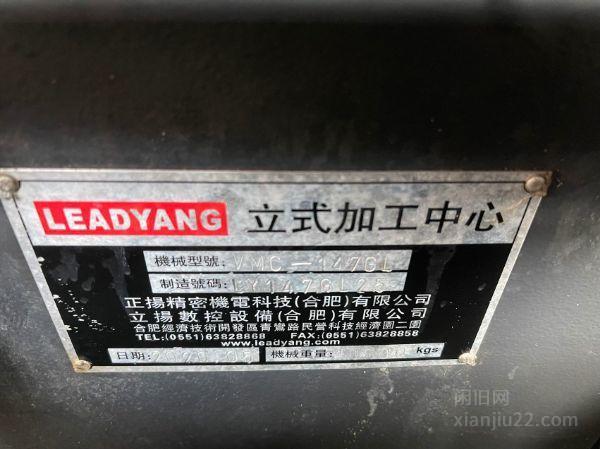 LEADYANG 立式加工中心
機械型號: VMC-147GL
制造號碼:
正揚精密機電科技(合肥)有限公司
立揚數控設備(合肥)有限公司
合肥經濟技術開發區青鸞路民營科技經濟園二園
TEL:(0551)63828868 FAX:(0551)63828858
www.leadyang.com
日期: 機械重量: kgs
闲旧网
xianjiu22.com